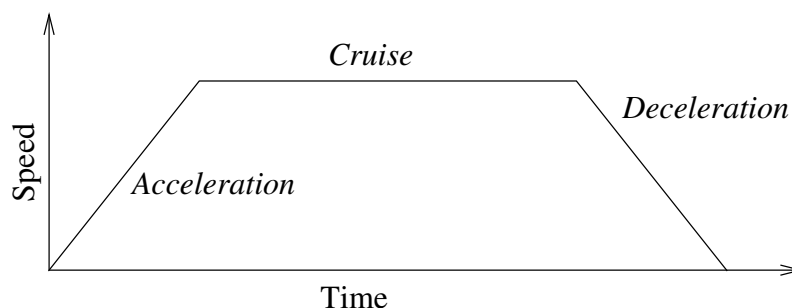 Cruise
Deceleration
Speed
Acceleration
Time